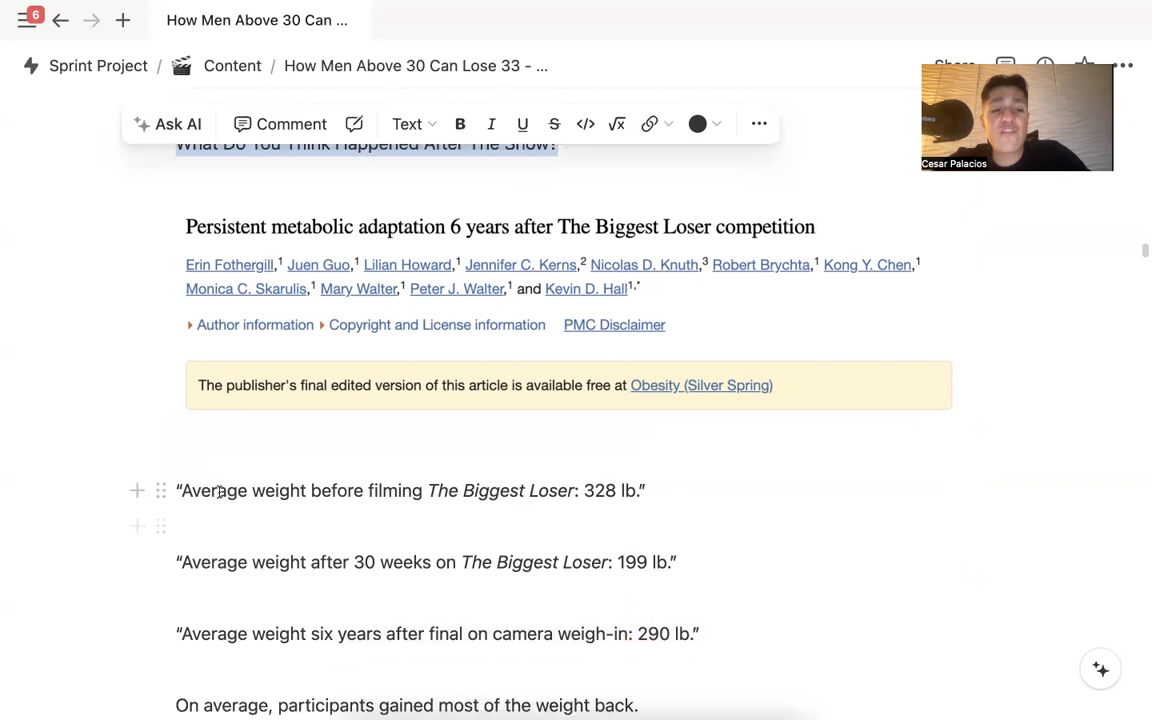 6
How Men Above 30 Can ...
Sprint Project / Content / How Men Above 30 Can Lose 33 - ...
Share
Cesar Palacios
Ask AI Comment Text B I U S </> √x
What Do You Think Happened After The Show?
Persistent metabolic adaptation 6 years after The Biggest Loser competition
Erin Fothergill,1 Juen Guo,1 Lilian Howard,1 Jennifer C. Kerns,2 Nicolas D. Knuth,3 Robert Brychta,1 Kong Y. Chen,1
Monica C. Skarulis,1 Mary Walter,1 Peter J. Walter,1 and Kevin D. Hall1,*
Author information Copyright and License information PMC Disclaimer
The publisher's final edited version of this article is available free at Obesity (Silver Spring)
“Average weight before filming The Biggest Loser: 328 lb.”
“Average weight after 30 weeks on The Biggest Loser: 199 lb.”
“Average weight six years after final on camera weigh-in: 290 lb.”
On average, participants gained most of the weight back.